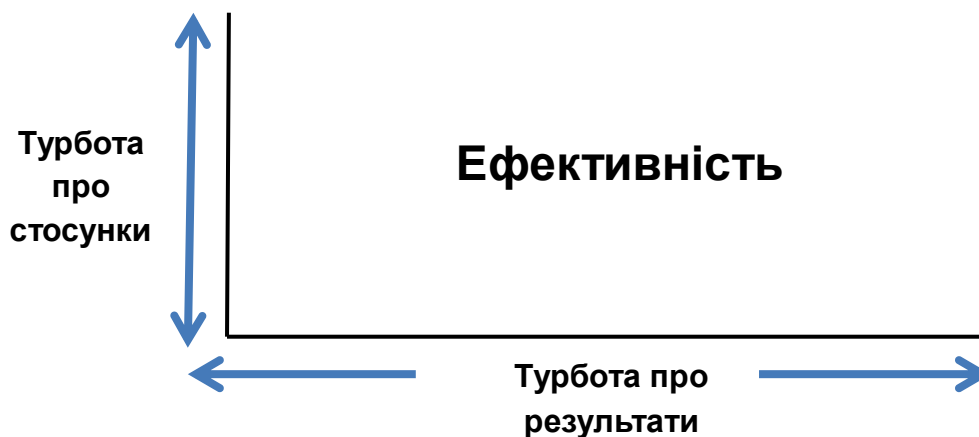 Турбота
про
стосунки
Ефективність
Турбота про
результати